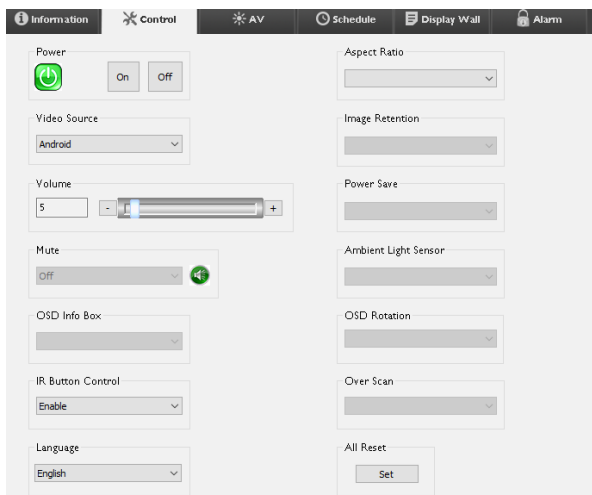 Information Control AV Schedule Display Wall Alarm
Power
On Off
Aspect Ratio
Video Source
Android
Image Retention
Volume
5 - +
Power Save
Mute
Off
Ambient Light Sensor
OSD Info Box
OSD Rotation
IR Button Control
Enable
Over Scan
Language
English
All Reset
Set